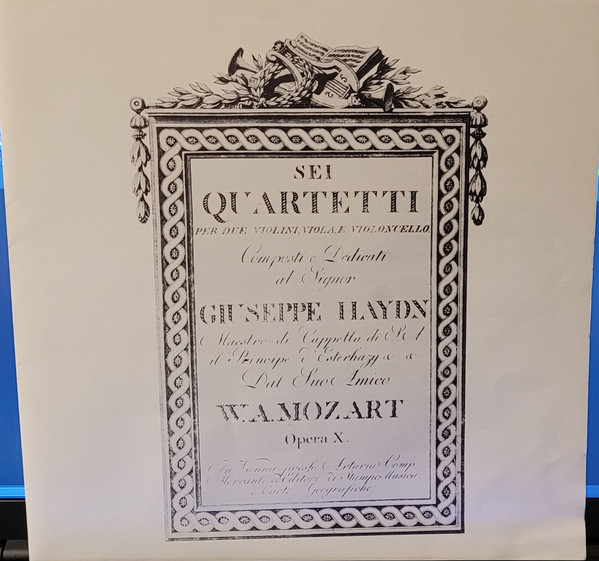 SEI
QUARTETTI
PER DUE VIOLINI, VIOLA, E VIOLONCELLO.
Composti e Dedicati
al Signor
GIUSEPPE HAYDN
Maestro di Cappella di S. A.
il Principe d'Esterhazy &c &c
Dal Suo Amico
W. A. MOZART
Opera X.
In Vienna presso Artaria Comp.
Mercanti ed Editori di Stampe Musica
e Carte Geografiche